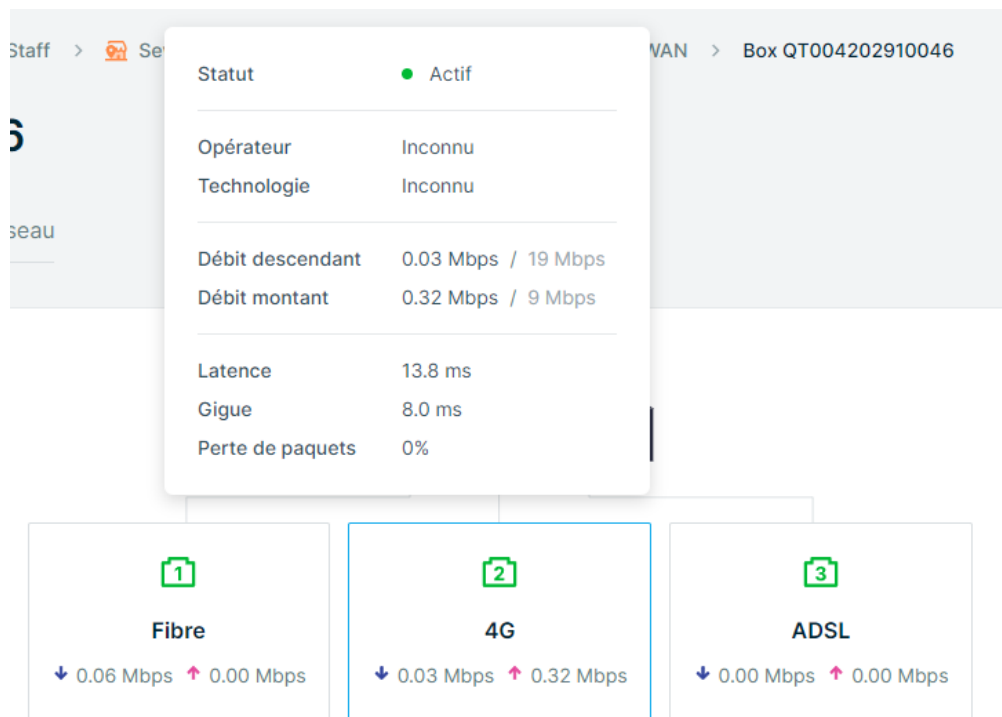 Staff > Se WAN > Box QT004202910046
6
seau
Statut Actif
Opérateur Inconnu
Technologie Inconnu
Débit descendant 0.03 Mbps / 19 Mbps
Débit montant 0.32 Mbps / 9 Mbps
Latence 13.8 ms
Gigue 8.0 ms
Perte de paquets 0%
1 2 3
Fibre 4G ADSL
↓ 0.06 Mbps ↑ 0.00 Mbps ↓ 0.03 Mbps ↑ 0.32 Mbps ↓ 0.00 Mbps ↑ 0.00 Mbps